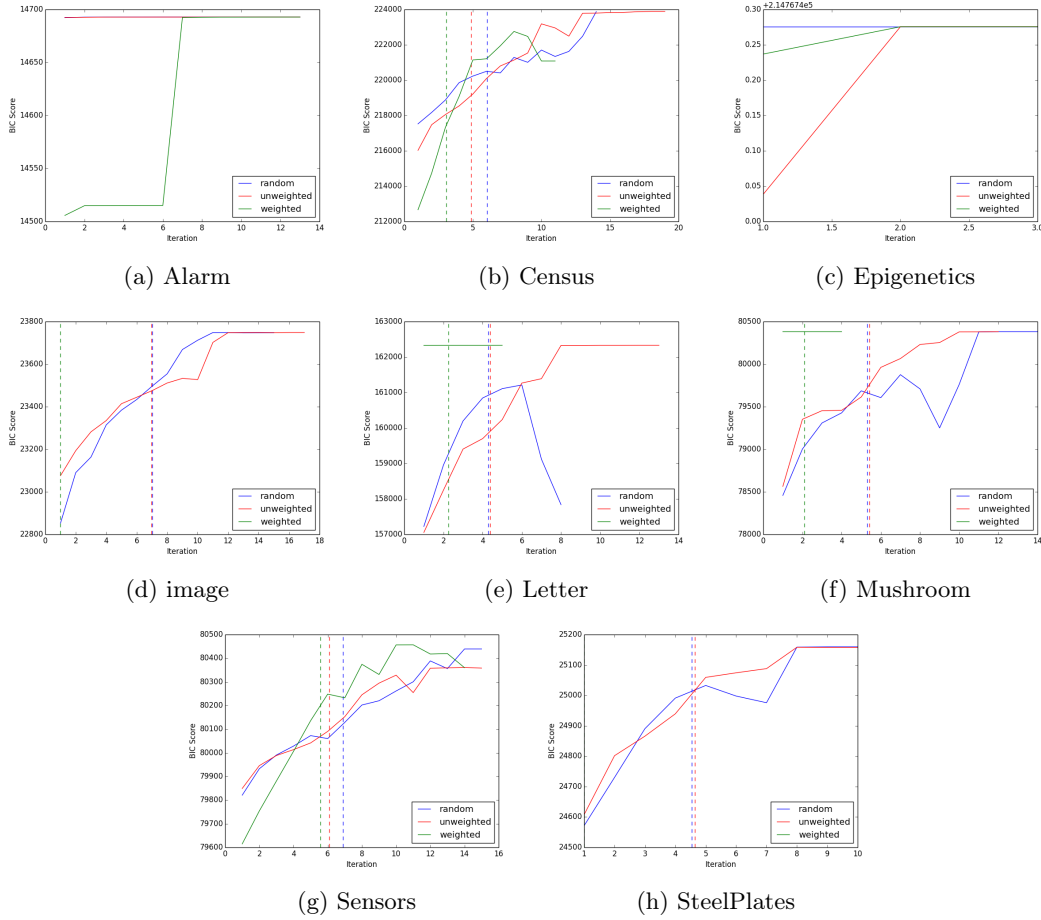 14700
14650
14600
14550
14500
BIC Score
0 2 4 6 8 10 12 14
Iteration
random
unweighted
weighted
(a) Alarm
224000
222000
220000
218000
216000
214000
212000
BIC Score
0 5 10 15 20
Iteration
random
unweighted
weighted
(b) Census
+2.147674e5
0.30
0.25
0.20
0.15
0.10
0.05
0.00
BIC Score
1.0 1.5 2.0 2.5 3.0
Iteration
random
unweighted
weighted
(c) Epigenetics
23800
23600
23400
23200
23000
22800
BIC Score
0 2 4 6 8 10 12 14 16 18
Iteration
random
unweighted
weighted
(d) image
163000
162000
161000
160000
159000
158000
157000
BIC Score
0 2 4 6 8 10 12 14
Iteration
random
unweighted
weighted
(e) Letter
80500
80000
79500
79000
78500
78000
BIC Score
0 2 4 6 8 10 12 14
Iteration
random
unweighted
weighted
(f) Mushroom
80500
80400
80300
80200
80100
80000
79900
79800
79700
79600
BIC Score
0 2 4 6 8 10 12 14 16
Iteration
random
unweighted
weighted
(g) Sensors
25200
25100
25000
24900
24800
24700
24600
24500
BIC Score
1 2 3 4 5 6 7 8 9 10
Iteration
random
unweighted
weighted
(h) SteelPlates